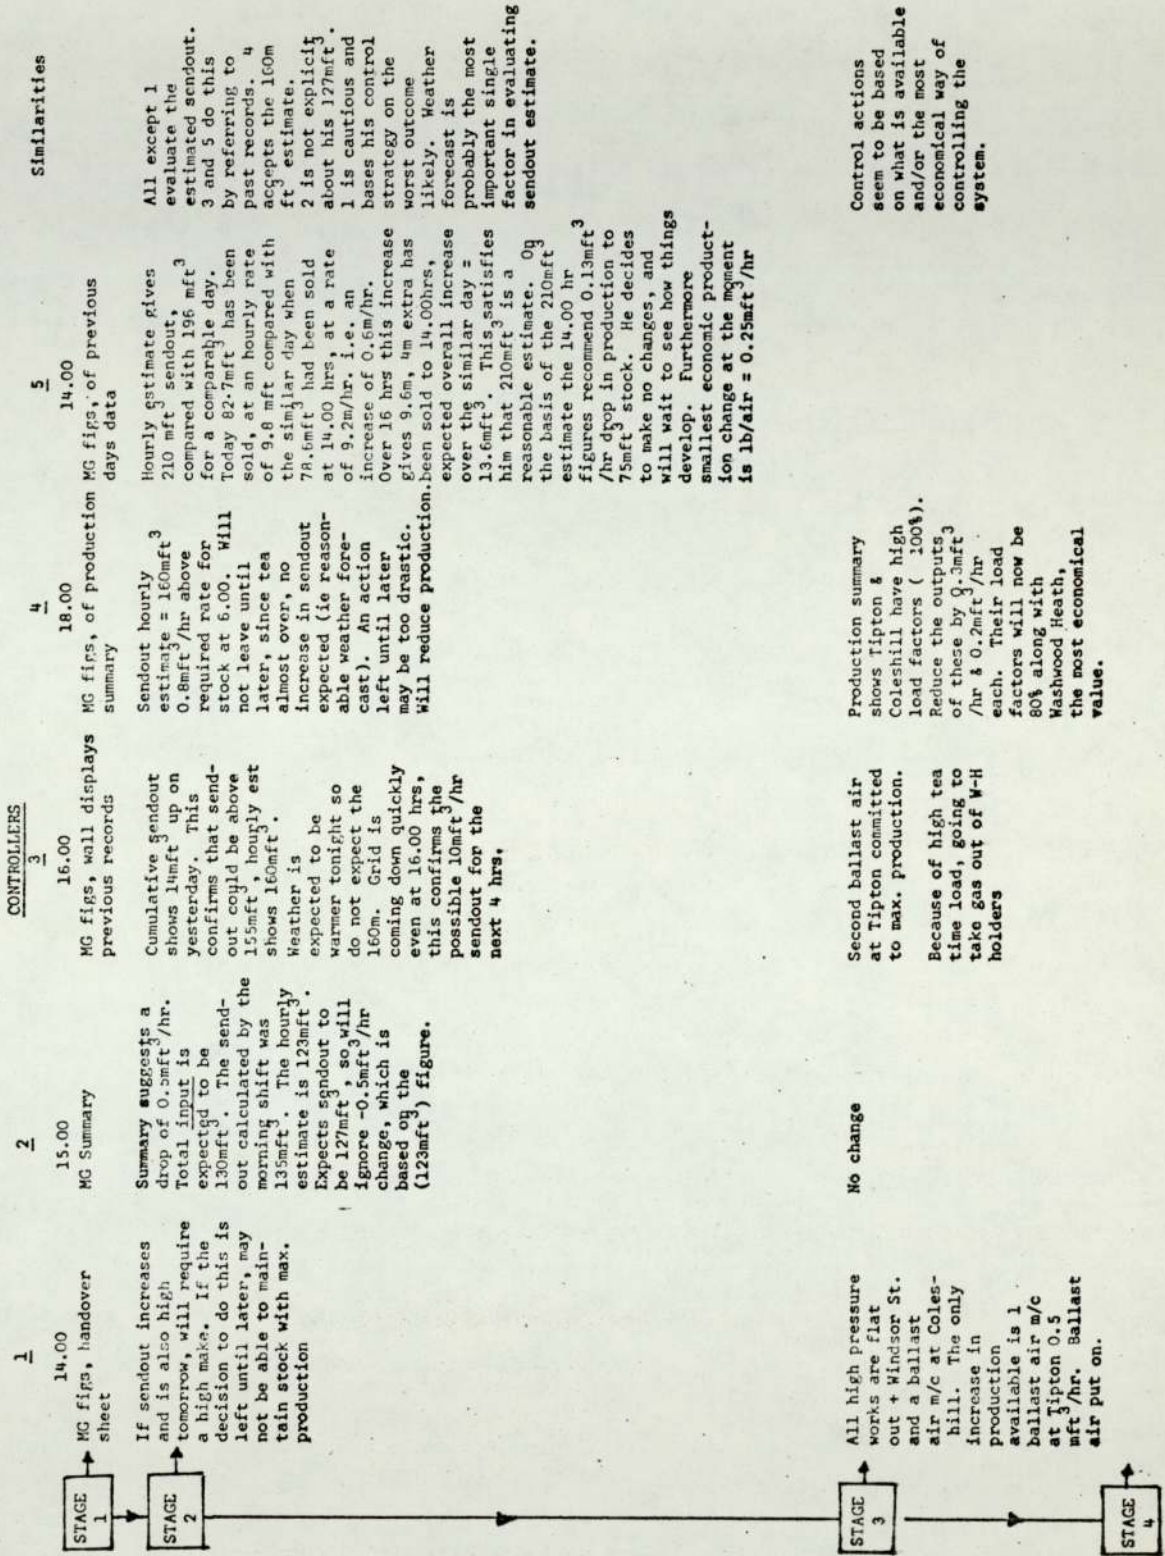 CONTROLLERS
1
2
3
4
5
Similarities
14.00
15.00
16.00
18.00
14.00
STAGE
1
MG figs, handover
sheet
MG Summary
MG figs, wall displays
previous records
MG figs, of production
summary
MG figs, of previous
days data
STAGE
2
If sendout increases
and is also high
tomorrow, will require
a high make. If the
decision to do this is
left until later, may
not be able to main-
tain stock with max.
production
Summary suggests a
drop of 0.5mft³/hr.
Total input is
expected to be
130mft³. The send-
out calculated by the
morning shift was
135mft³. The hourly
estimate is 123mft³.
Expects sendout to
be 127mft³, so will
ignore -0.5mft³/hr
change, which is
based on the
(123mft³) figure.
Cumulative sendout
shows 14mft³ up on
yesterday. This
confirms that send-
out could be above
155mft³, hourly est
shows 160mft³.
Weather is
expected to be
warmer tonight so
do not expect the
160m. Grid is
coming down quickly
even at 16.00 hrs,
this confirms the
possible 10mft³/hr
sendout for the
next 4 hrs.
Sendout hourly
estimate = 160mft³
0.8mft³/hr above
required rate for
stock at 6.00. Will
not leave until
later, since tea
almost over, no
increase in sendout
expected (ie reason-
able weather fore-
cast). An action
left until later
may be too drastic.
Will reduce production.
Hourly estimate gives
210 mft³ sendout,
compared with 196 mft³
for a comparable day.
Today 82.7mft³ has been
sold, at an hourly rate
of 9.8 mft compared with
the similar day when
78.6mft³ had been sold
at 14.00 hrs, at a rate
of 9.2m/hr. i.e. an
increase of 0.6m/hr.
Over 16 hrs this increase
gives 9.6m, 4m extra has
been sold to 14.00hrs,
expected overall increase
over the similar day =
13.6mft³. This satisfies
him that 210mft³ is a
reasonable estimate. On
the basis of the 210mft³
estimate the 14.00 hr
figures recommend 0.13mft³
/hr drop in production to
75mft³ stock. He decides
to make no changes, and
will wait to see how things
develop. Furthermore
smallest economic product-
ion change at the moment
is lb/air = 0.25mft³/hr
All except 1
evaluate the
estimated sendout.
3 and 5 do this
by referring to
past records. 4
accepts the 160m
ft³ estimate.
2 is not explicit
about his 127mft³.
1 is cautious and
bases his control
strategy on the
worst outcome
likely. Weather
forecast is
probably the most
important single
factor in evaluating
sendout estimate.
STAGE
3
All high pressure
works are flat
out + Windsor St.
and a ballast
air m/c at Coles-
hill. The only
increase in
production
available is 1
ballast air m/c
at Tipton 0.5
mft³/hr. Ballast
air put on.
No change
Second ballast air
at Tipton committed
to max. production.
Because of high tea
time load, going to
take gas out of W-H
holders
Production summary
shows Tipton &
Coleshill have high
load factors ( 100%).
Reduce the outputs
of these by 0.3mft³
/hr & 0.2mft³/hr
each. Their load
factors will now be
80% along with
Washwood Heath,
the most economical
value.
Control actions
seem to be based
on what is available
and/or the most
economical way of
controlling the
system.
STAGE
4